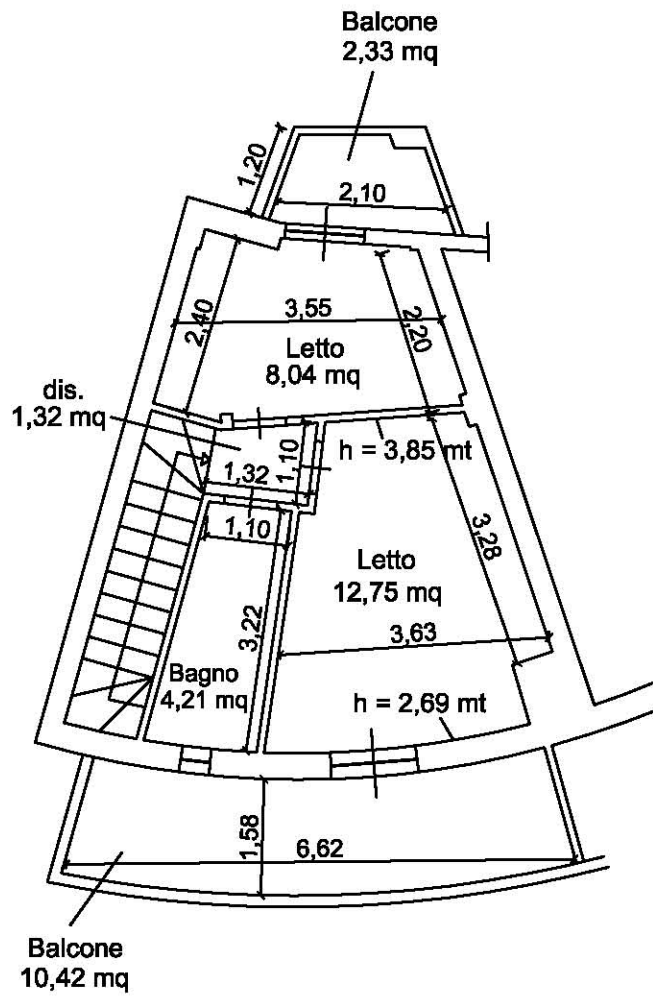 Balcone
2,33 mq
1,20
2,10
2,40
3,55
2,20
Letto
8,04 mq
dis.
1,32 mq
1,32
1,10
h = 3,85 mt
1,10
3,28
Letto
12,75 mq
3,22
3,63
Bagno
4,21 mq
h = 2,69 mt
1,58
6,62
Balcone
10,42 mq